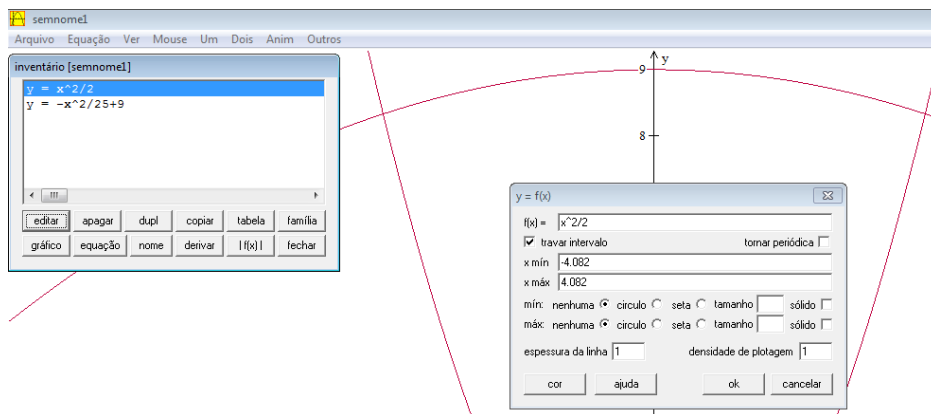 semnome1
Arquivo Equação Ver Mouse Um Dois Anim Outros
inventário [semnome1]
y = x^2/2
y = -x^2/25+9
editar apagar dupl copiar tabela família
gráfico equação nome derivar |f(x)| fechar
y
9
8
y = f(x)
f(x) = x^2/2
travar intervalo tornar periódica
x mín -4.082
x máx 4.082
mín: nenhuma circulo seta tamanho sólido
máx: nenhuma circulo seta tamanho sólido
espessura da linha 1 densidade de plotagem 1
cor ajuda ok cancelar